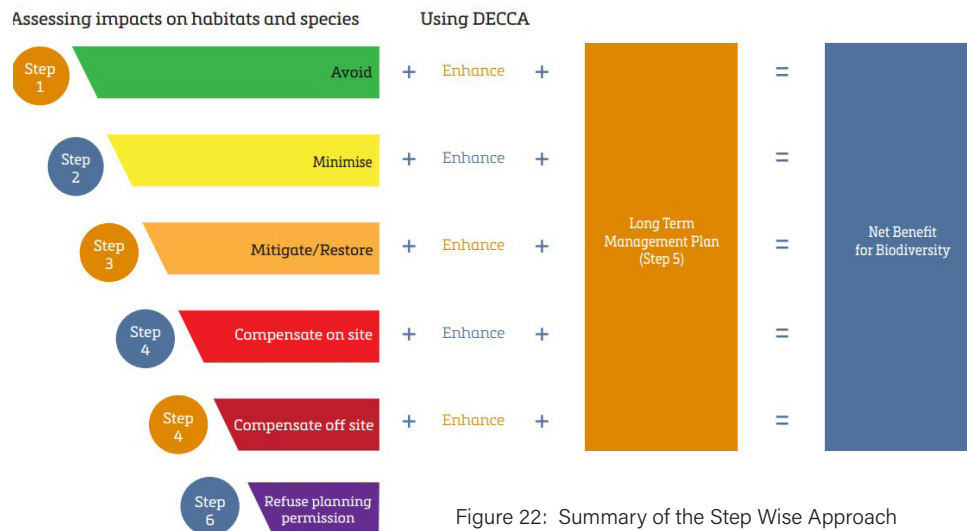 Assessing impacts on habitats and species
Using DECCA
Step
1
Avoid
+ Enhance + =
Step
2
Minimise
+ Enhance + =
Step
3
Mitigate/Restore
+ Enhance + =
Long Term
Management Plan
(Step 5)
Net Benefit
for Biodiversity
Step
4
Compensate on site
+ Enhance + =
Step
4
Compensate off site
+ Enhance + =
Step
6
Refuse planning
permission
Figure 22: Summary of the Step Wise Approach